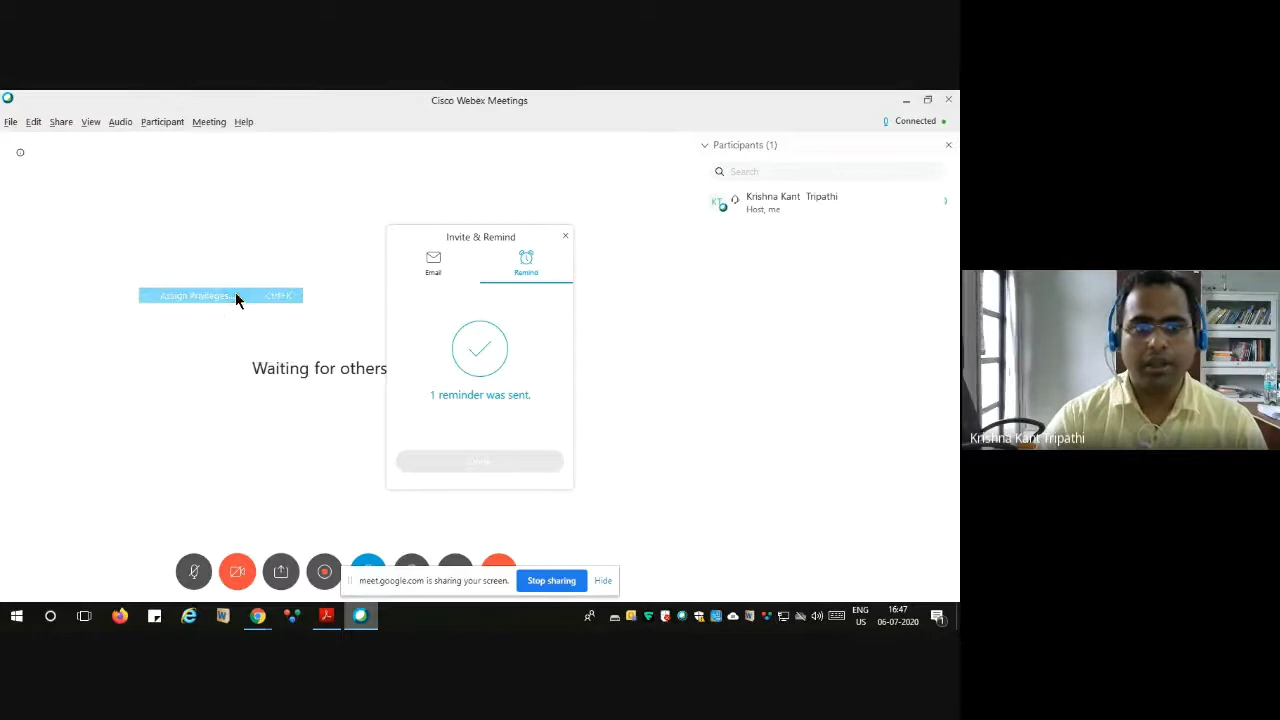 Cisco Webex Meetings
File Edit Share View Audio Participant Meeting Help
Connected
Participants (1)
Search
KT Krishna Kant Tripathi
Host, me
Invite & Remind
Email Remind
Assign Privileges... Ctrl+K
Waiting for others
1 reminder was sent.
meet.google.com is sharing your screen. Stop sharing Hide
ENG 16:47
US 06-07-2020
Krishna Kant Tripathi